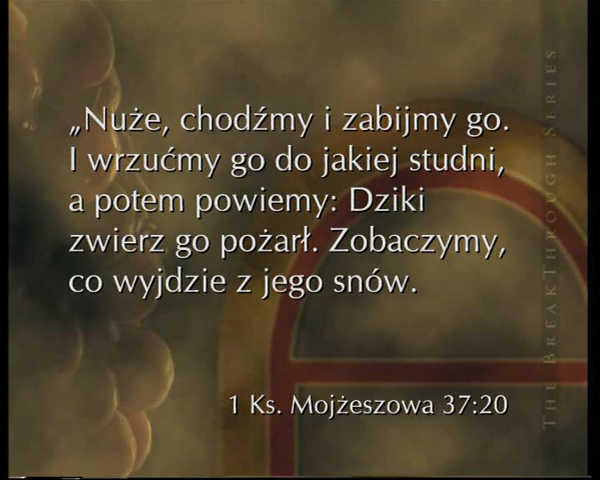 „Nuże, chodźmy i zabijmy go.
I wrzućmy go do jakiej studni,
a potem powiemy: Dziki
zwierz go pożarł. Zobaczymy,
co wyjdzie z jego snów.
1 Ks. Mojżeszowa 37:20
The BreakThrough Series